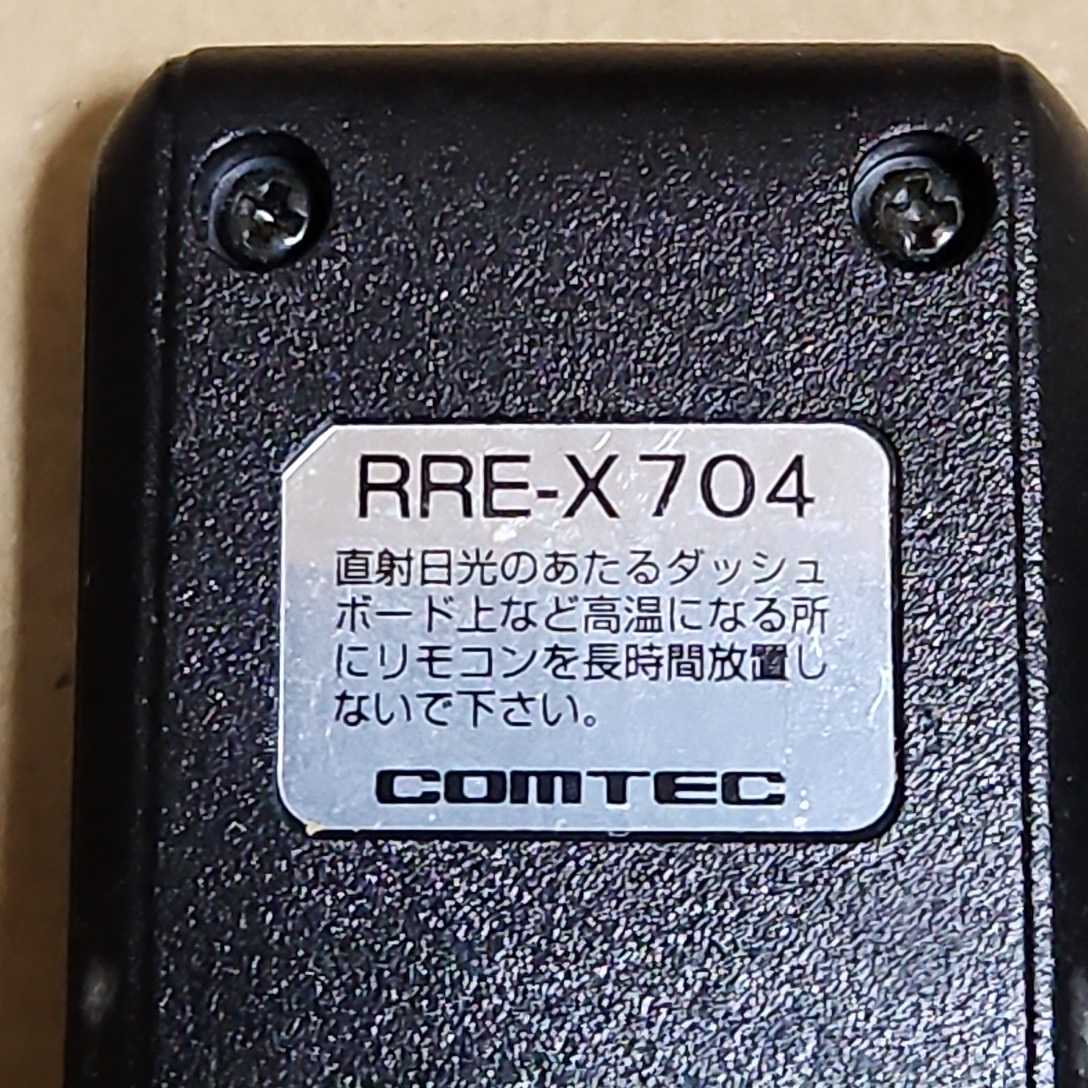 RRE-X704
直射日光のあたるダッシュ
ボード上など高温になる所
にリモコンを長時間放置し
ないで下さい。
COMTEC